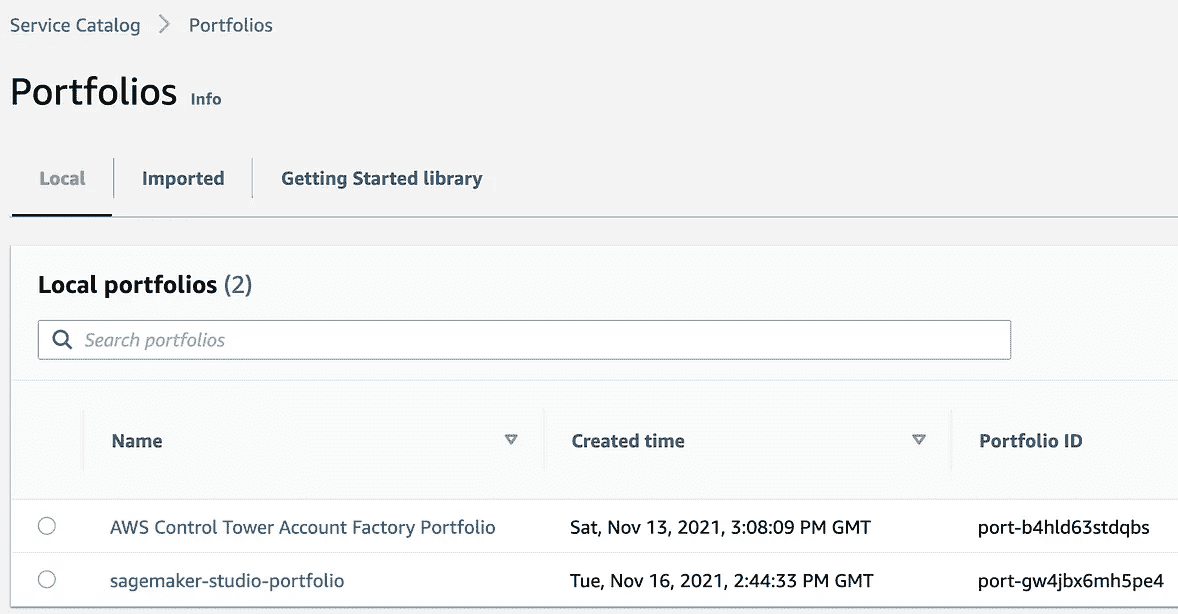 Service Catalog > Portfolios
Portfolios Info
Local Imported Getting Started library
Local portfolios (2)
Search portfolios
Name Created time Portfolio ID
AWS Control Tower Account Factory Portfolio Sat, Nov 13, 2021, 3:08:09 PM GMT port-b4hld63stdqbs
sagemaker-studio-portfolio Tue, Nov 16, 2021, 2:44:33 PM GMT port-gw4jbx6mh5pe4